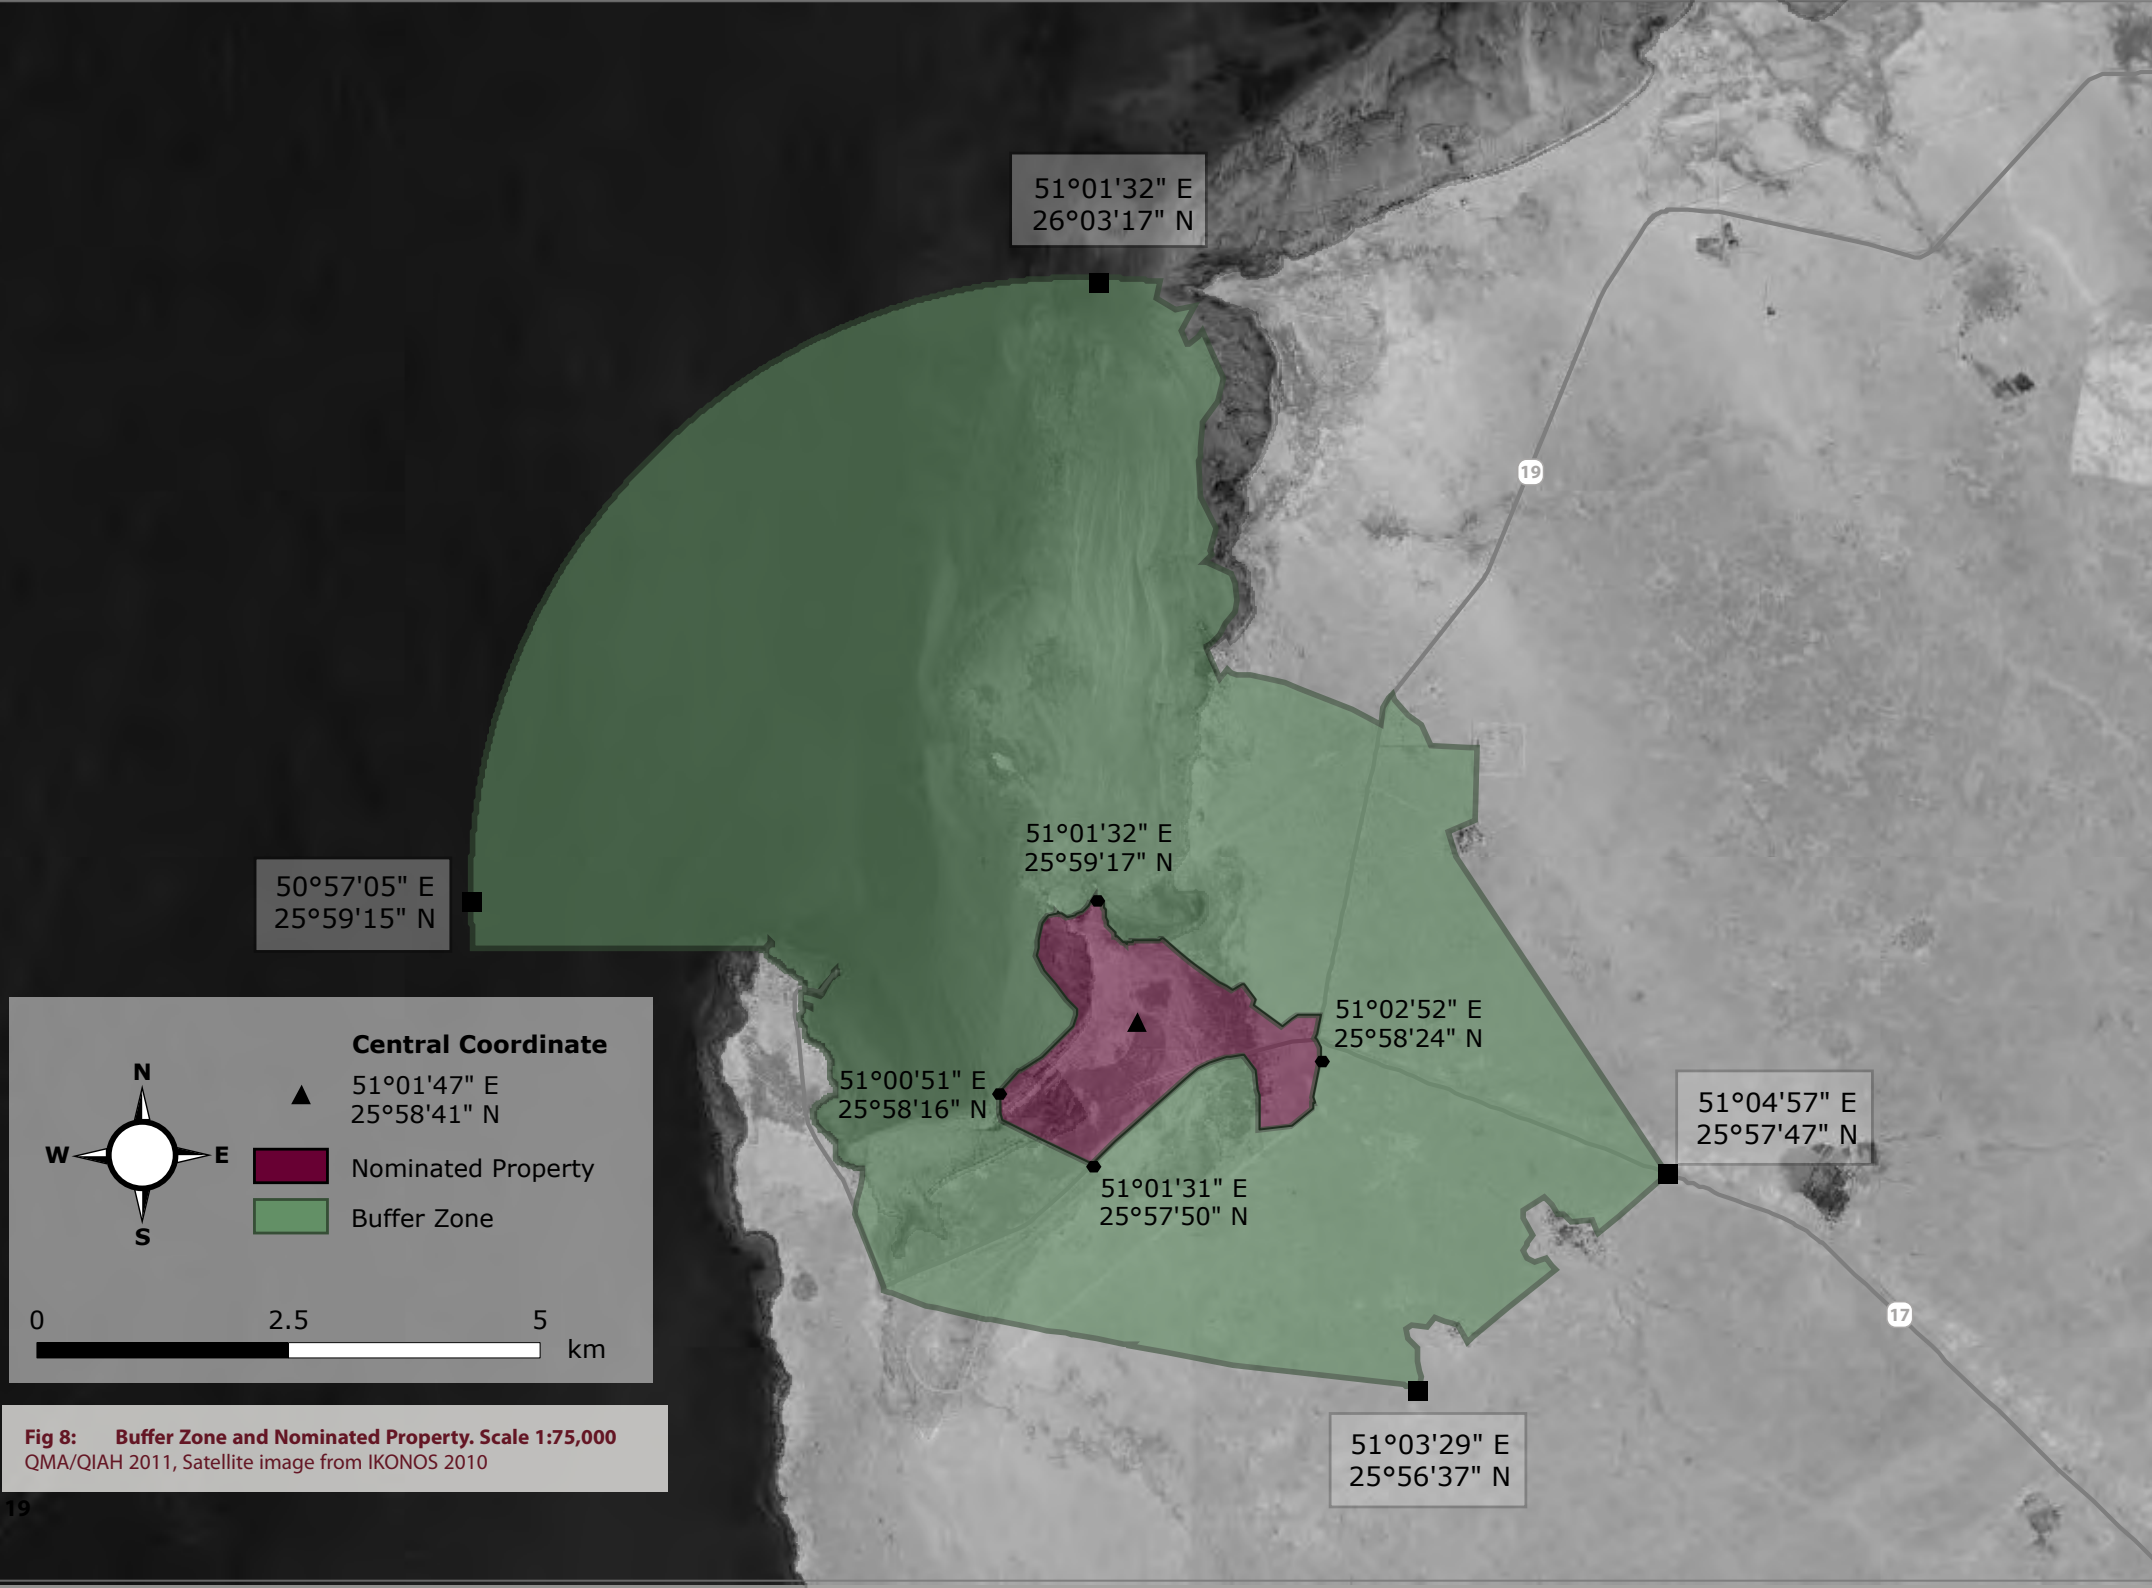 51°01'32" E
26°03'17" N
19
51°01'32" E
25°59'17" N
50°57'05" E
25°59'15" N
51°02'52" E
25°58'24" N
51°00'51" E
25°58'16" N
51°04'57" E
25°57'47" N
51°01'31" E
25°57'50" N
17
51°03'29" E
25°56'37" N
N
W
E
S
Central Coordinate
51°01'47" E
25°58'41" N
Nominated Property
Buffer Zone
0 2.5 5
km
Fig 8: Buffer Zone and Nominated Property. Scale 1:75,000
QMA/QIAH 2011, Satellite image from IKONOS 2010
19